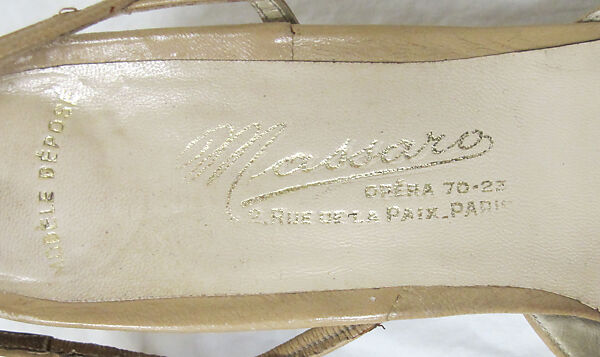 MODÈLE DÉPOSÉ
Massaro
OPÉRA 70-23
2, RUE DE LA PAIX_PARIS